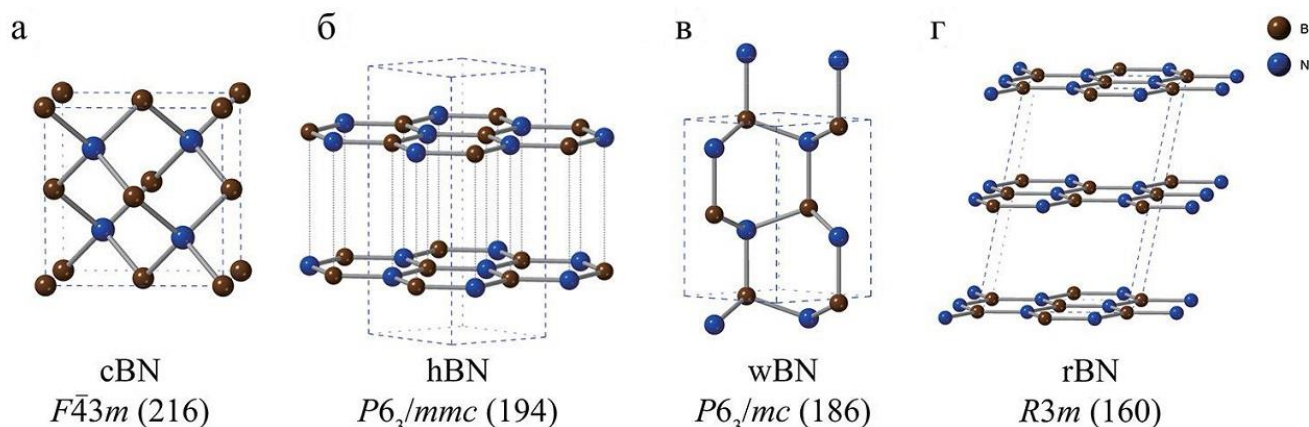 а
б
в
г
B
N
cBN
hBN
wBN
rBN
F4̅3m (216)
P6₃/mmc (194)
P6₃/mc (186)
R3m (160)